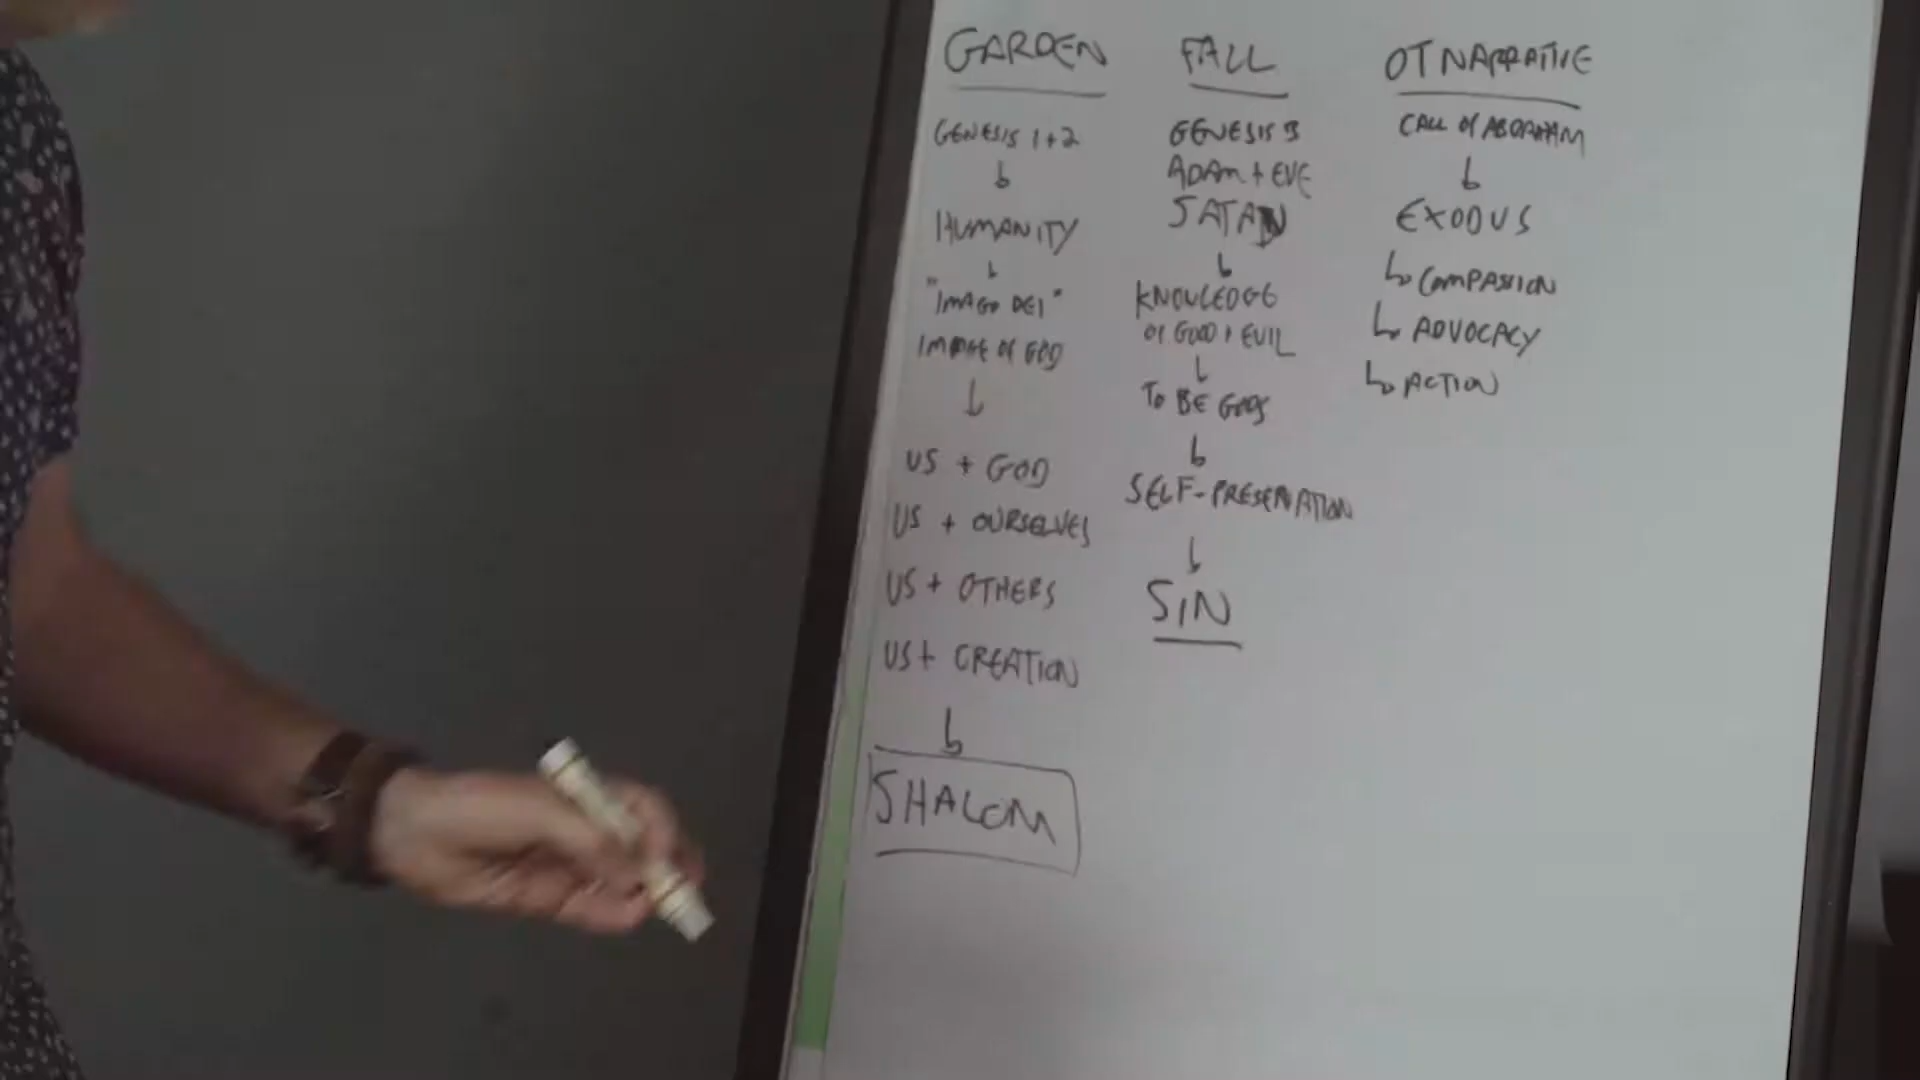 GARDEN
GENESIS 1+2
HUMANITY
"IMAGO DEI"
IMAGE OF GOD
US + GOD
US + OURSELVES
US + OTHERS
US + CREATION
SHALOM
FALL
GENESIS 3
ADAM + EVE
SATAN
KNOWLEDGE
OF GOOD + EVIL
TO BE GODS
SELF-PRESERVATION
SIN
OT NARRATIVE
CALL OF ABRAHAM
EXODUS
COMPASSION
ADVOCACY
ACTION